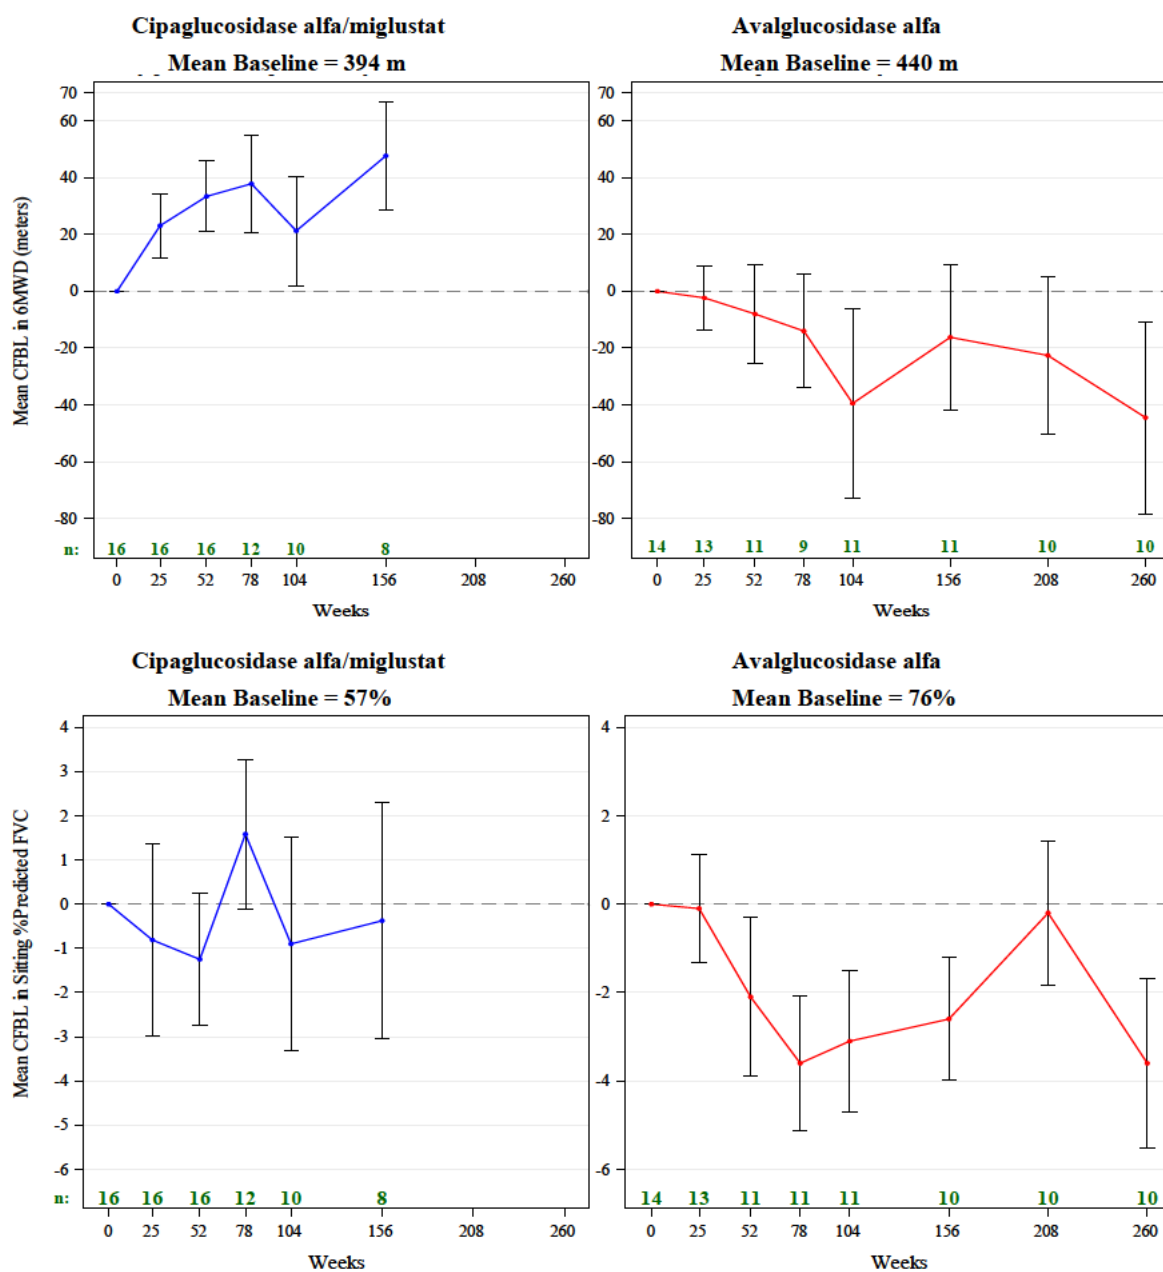 Cipaglucosidase alfa/miglustat
Mean Baseline = 394 m
Avalglucosidase alfa
Mean Baseline = 440 m
Mean CFBL in 6MWD (meters)
70
60
40
20
0
-20
-40
-60
-80
n: 16 16 16 12 10 8
0 25 52 78 104 156 208 260
Weeks
70
60
40
20
0
-20
-40
-60
-80
14 13 11 9 11 11 10 10
0 25 52 78 104 156 208 260
Weeks
Cipaglucosidase alfa/miglustat
Mean Baseline = 57%
Avalglucosidase alfa
Mean Baseline = 76%
Mean CFBL in Sitting %Predicted FVC
4
3
2
1
0
-1
-2
-3
-4
-5
-6
n: 16 16 16 12 10 8
0 25 52 78 104 156 208 260
Weeks
4
2
0
-2
-4
-6
14 13 11 11 11 10 10 10
0 25 52 78 104 156 208 260
Weeks